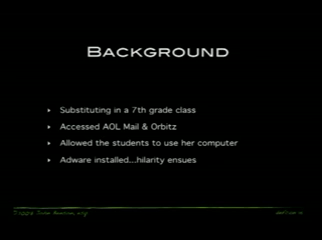 BACKGROUND
Substituting in a 7th grade class
Accessed AOL Mail & Orbitz
Allowed the students to use her computer
Adware installed...hilarity ensues